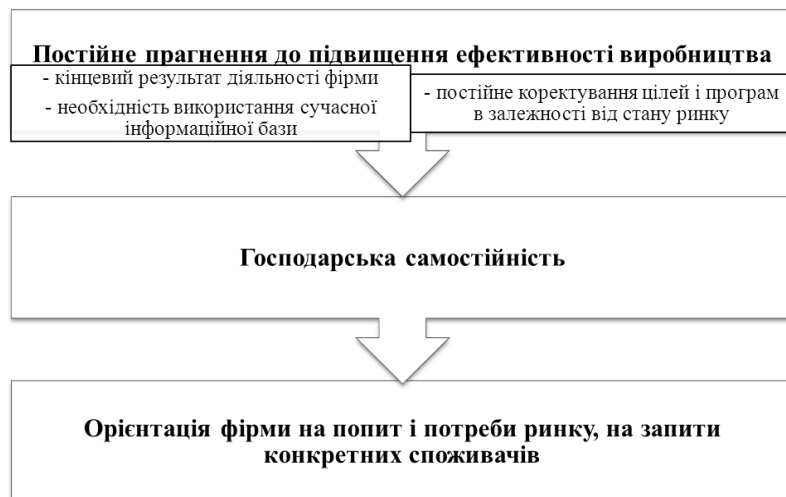 Постійне прагнення до підвищення ефективності виробництва
- кінцевий результат діяльності фірми
- необхідність використання сучасної
інформаційної бази
- постійне коректування цілей і програм
в залежності від стану ринку
Господарська самостійність
Орієнтація фірми на попит і потреби ринку, на запити
конкретних споживачів